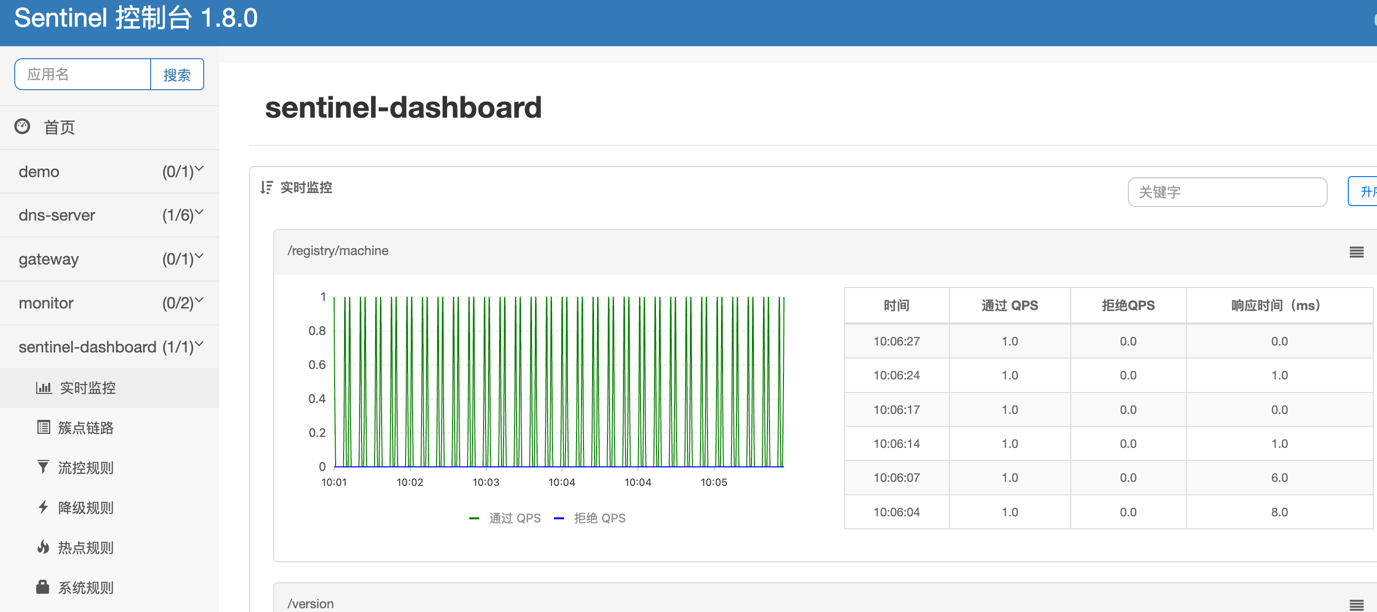 Sentinel 控制台 1.8.0
应用名 搜索
首页
demo (0/1)
dns-server (1/6)
gateway (0/1)
monitor (0/2)
sentinel-dashboard (1/1)
实时监控
簇点链路
流控规则
降级规则
热点规则
系统规则
sentinel-dashboard
实时监控 关键字
/registry/machine
1
0.8
0.6
0.4
0.2
0
10:01 10:02 10:03 10:04 10:04 10:05
通过 QPS 拒绝 QPS
时间 通过 QPS 拒绝QPS 响应时间（ms）
10:06:27 1.0 0.0 0.0
10:06:24 1.0 0.0 1.0
10:06:17 1.0 0.0 0.0
10:06:14 1.0 0.0 1.0
10:06:07 1.0 0.0 6.0
10:06:04 1.0 0.0 8.0
/version